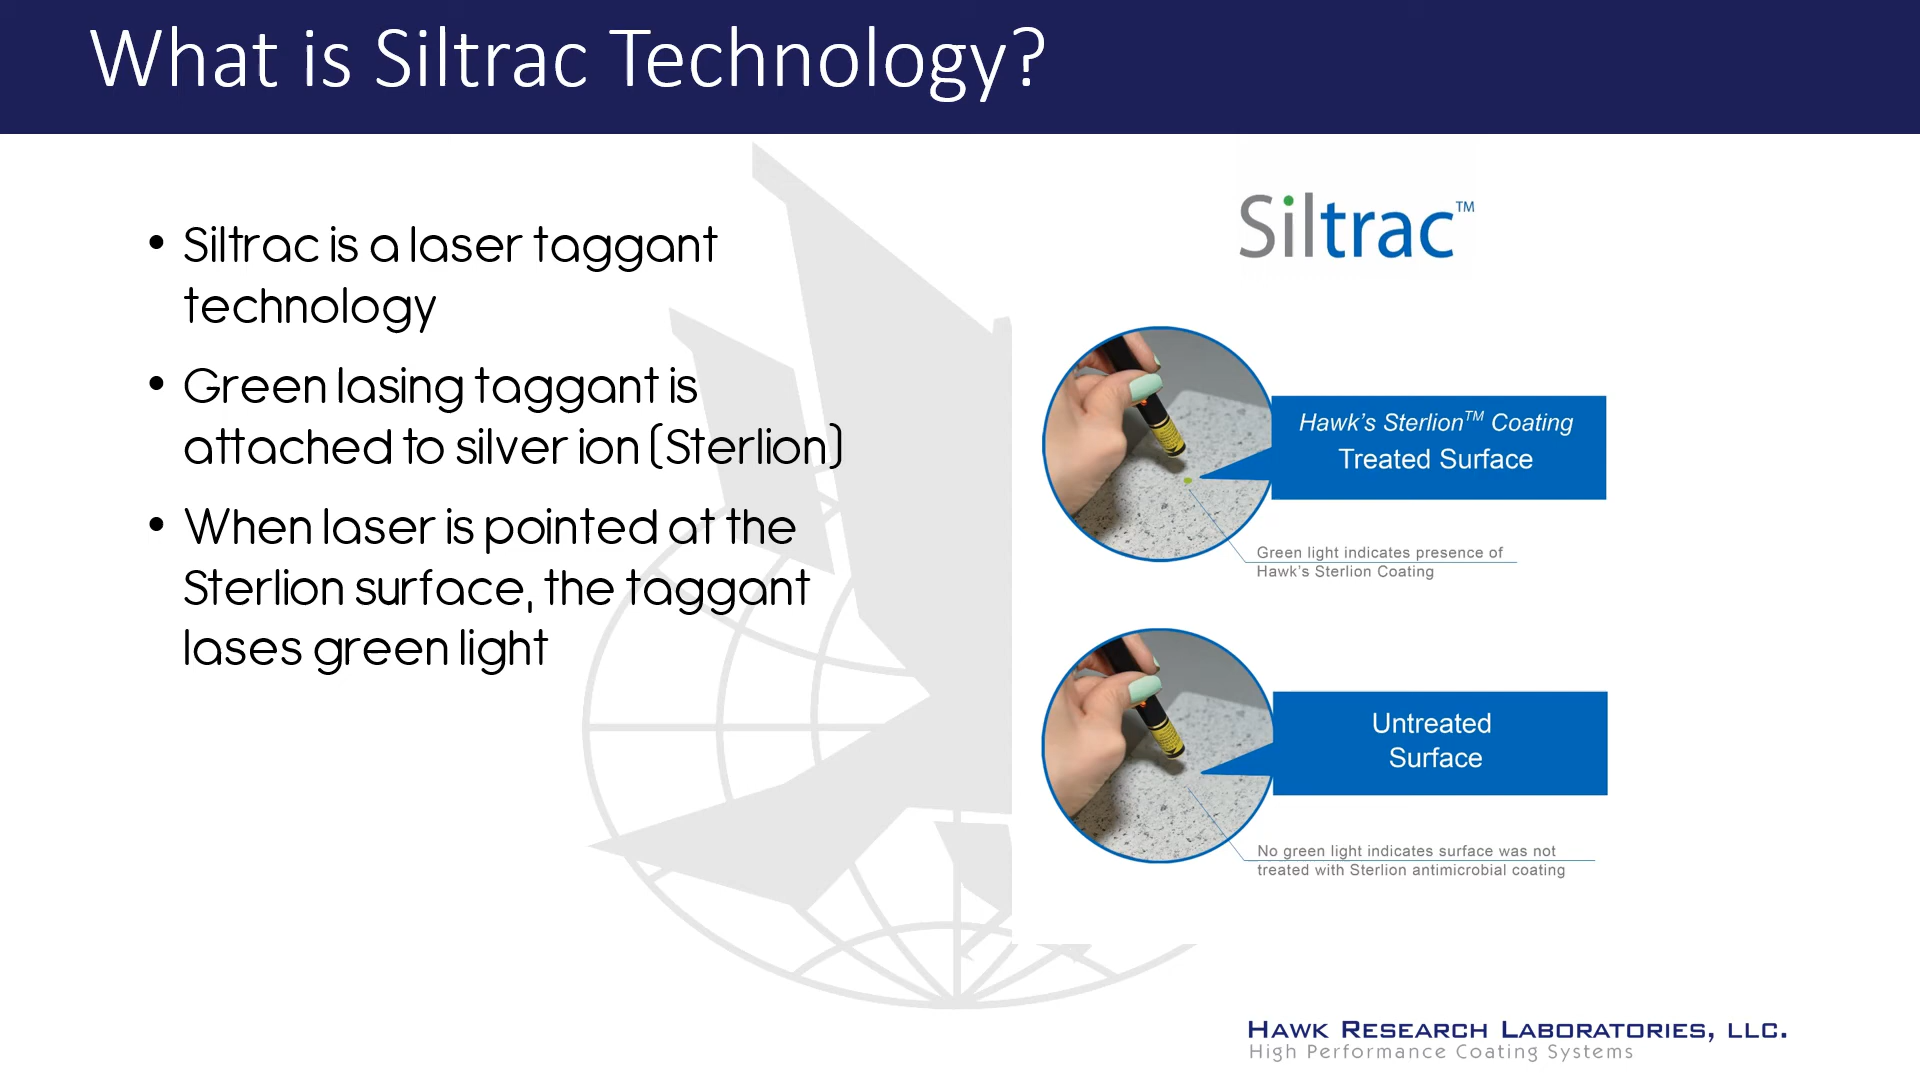 What is Siltrac Technology?
• Siltrac is a laser taggant
technology
• Green lasing taggant is
attached to silver ion (Sterlion)
• When laser is pointed at the
Sterlion surface, the taggant
lases green light
Siltrac™
Hawk's Sterlion™ Coating
Treated Surface
Green light indicates presence of
Hawk's Sterlion Coating
Untreated
Surface
No green light indicates surface was not
treated with Sterlion antimicrobial coating
HAWK RESEARCH LABORATORIES, LLC.
High Performance Coating Systems